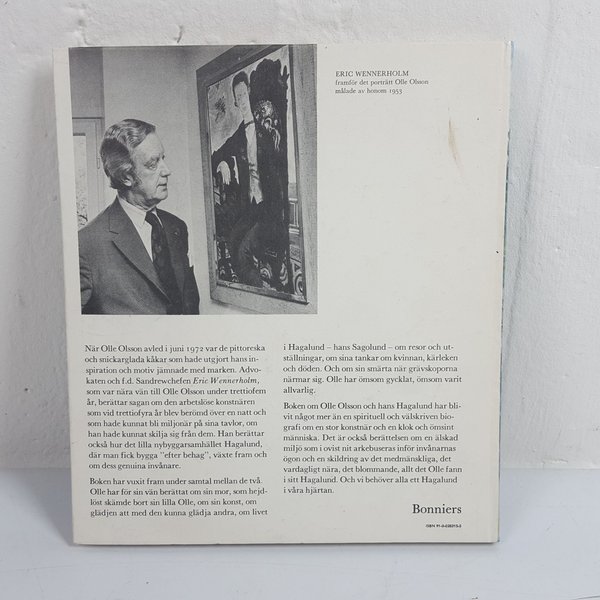 ERIC WENNERHOLM
framför det porträtt Olle Olsson
målade av honom 1953
När Olle Olsson avled i juni 1972 var de pittoreska
och snickarglada kåkar som hade utgjort hans in-
spiration och motiv jämnade med marken. Advo-
katen och f.d. Sandrewchefen Eric Wennerholm,
som var nära vän till Olle Olsson under trettiofem
år, berättar sagan om den arbetslöse konstnären
som vid trettiofyra år blev berömd över en natt och
som hade kunnat bli miljonär på sina tavlor, om
han hade kunnat skilja sig från dem. Han berättar
också hur det lilla nybyggarsamhället Hagalund,
där man fick bygga "efter behag", växte fram och
om dess genuina invånare.
Boken har vuxit fram under samtal mellan de två.
Olle har för sin vän berättat om sin mor, som hejd-
löst skämde bort sin lilla Olle, om sin konst, om
glädjen att med den kunna glädja andra, om livet
i Hagalund – hans Sagolund – om resor och ut-
ställningar, om sina tankar om kvinnan, kärleken
och döden. Och om sin smärta när grävskoporna
närmar sig. Olle har ömsom gycklat, ömsom varit
allvarlig.
Boken om Olle Olsson och hans Hagalund har bli-
vit något mer än en spirituell och välskriven bio-
grafi om en stor konstnär och en klok och ömsint
människa. Det är också berättelsen om en älskad
miljö som i ovist nit arkebuseras inför invånarnas
ögon och en skildring av det medmänskliga, det
vardagligt nära, det blommande, allt det Olle fann
i sitt Hagalund. Och vi behöver alla ett Hagalund
i våra hjärtan.
Bonniers